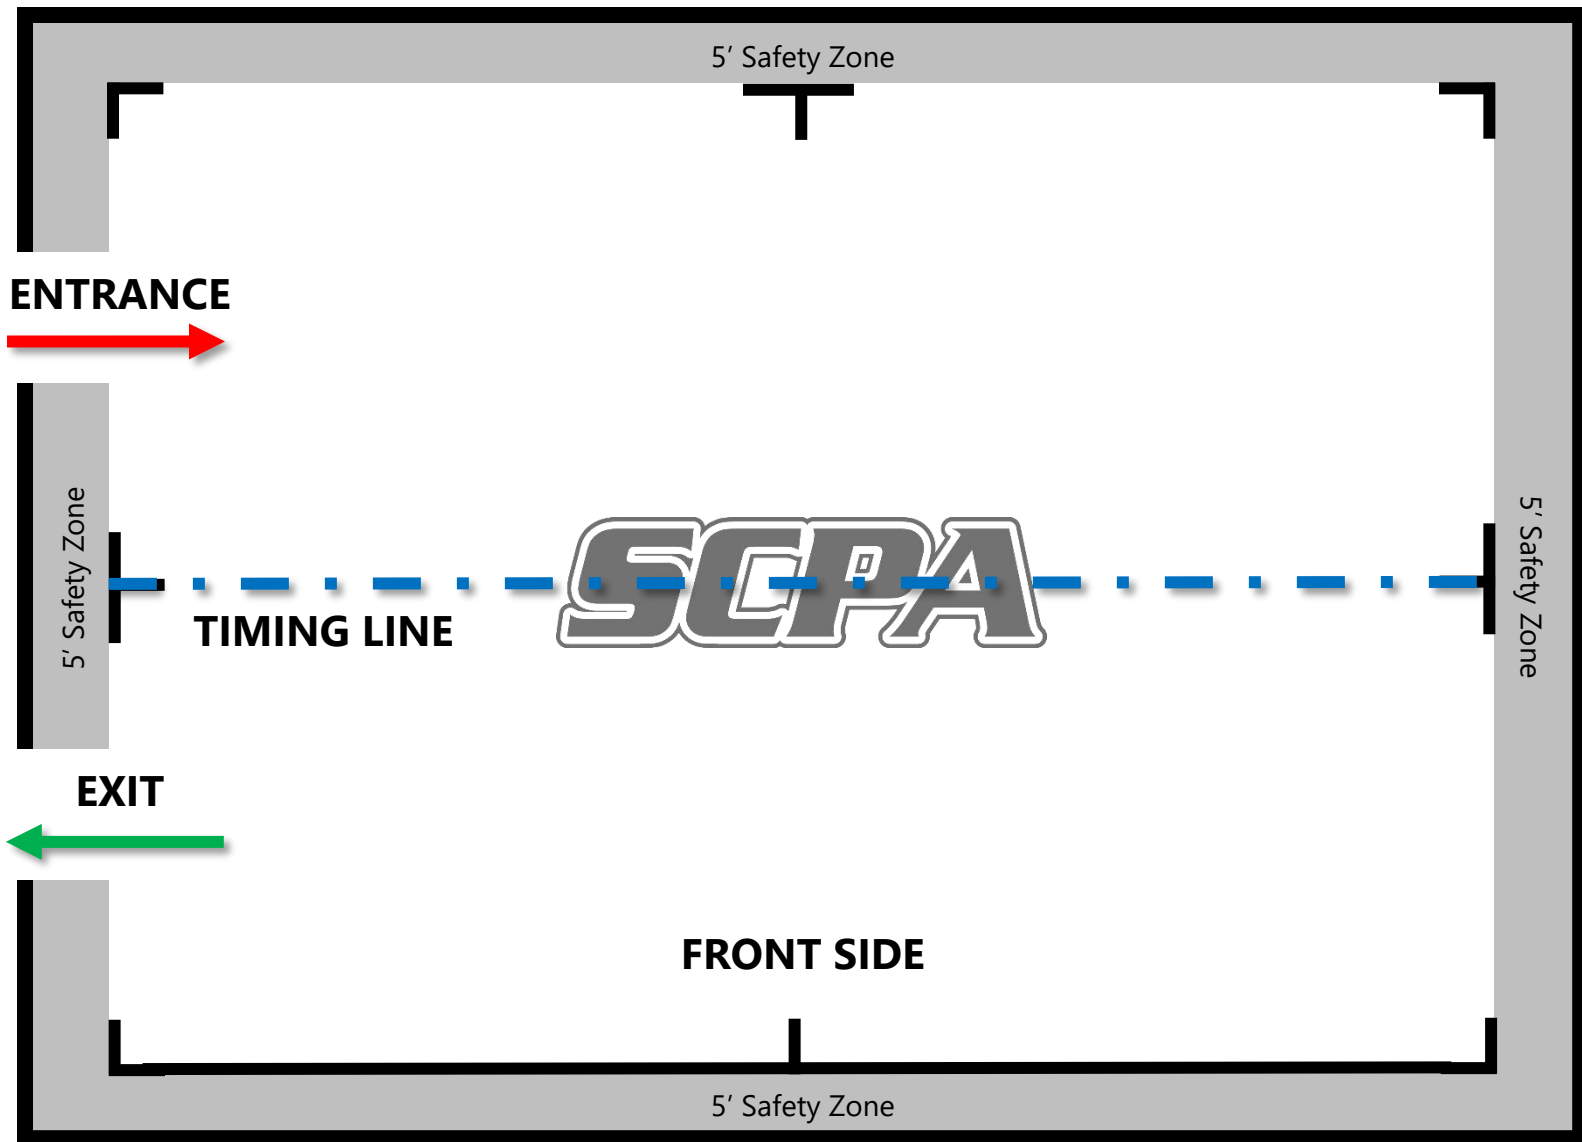 5' Safety Zone
ENTRANCE
5' Safety Zone
SCPA
5' Safety Zone
TIMING LINE
EXIT
FRONT SIDE
5' Safety Zone